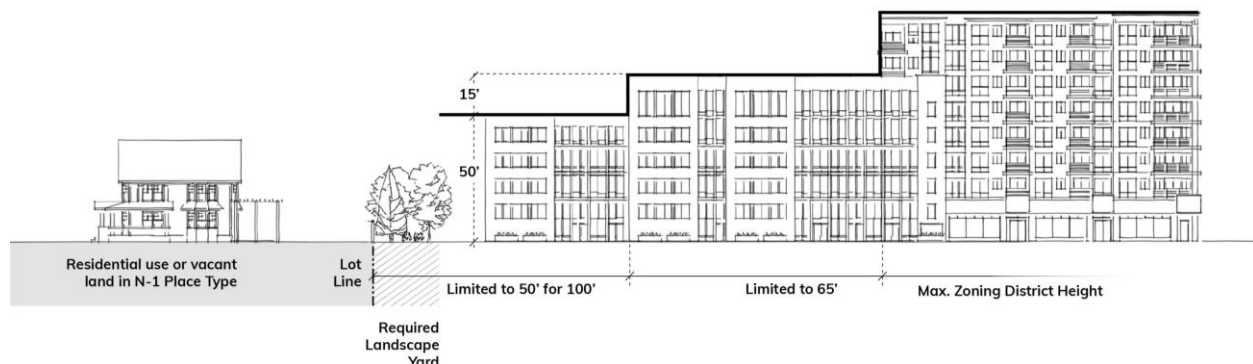 15'
50'
Residential use or vacant
land in N-1 Place Type
Lot
Line
Limited to 50' for 100'
Limited to 65'
Max. Zoning District Height
Required
Landscape
Yard